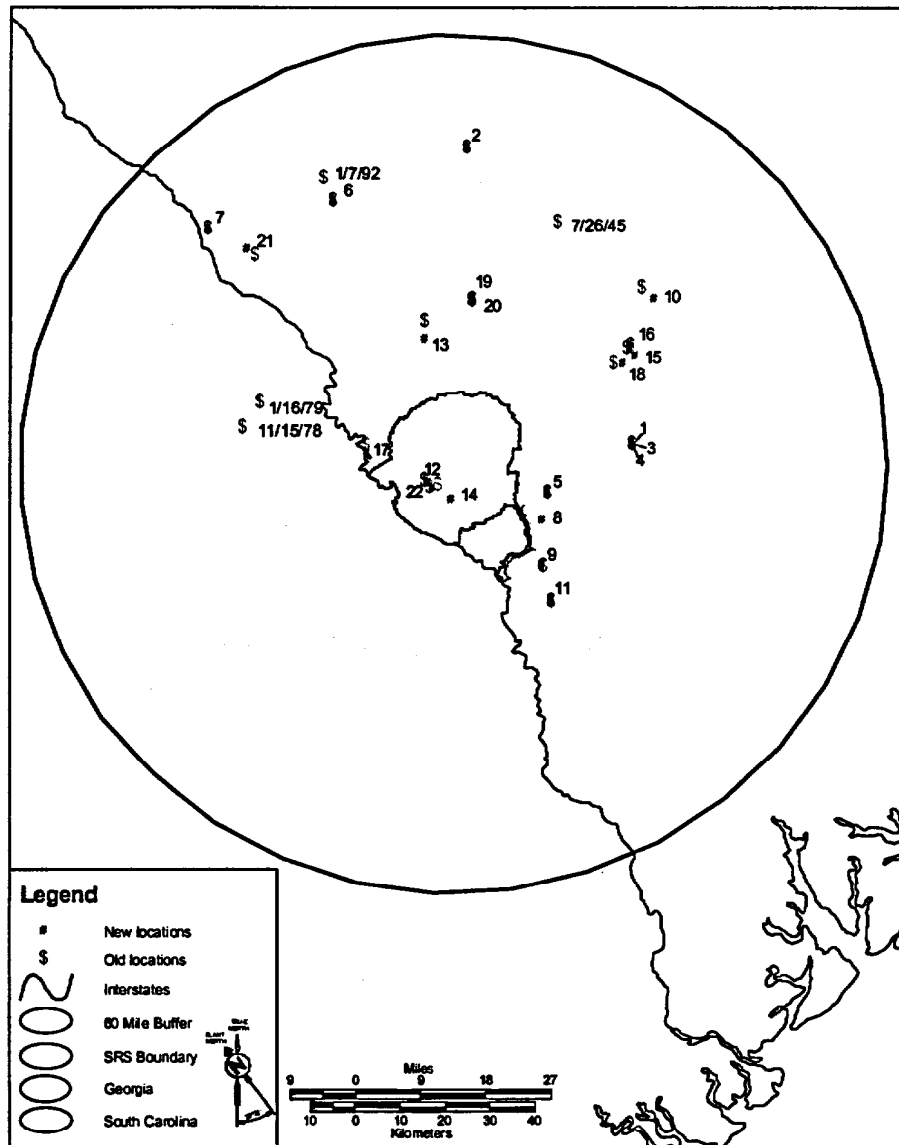 2
$ 1/7/92
6
7
$ 7/26/45
# 21
$
19
20
$
# 10
$
# 13
16
$ # 15
$ # 18
$ 1/16/79
$ 11/15/78
1
3
4
17
12
22
$
# 14
5
# 8
9
11
Legend
# New locations
$ Old locations
Interstates
60 Mile Buffer
SRS Boundary
Georgia
South Carolina
NORTH
Miles
9 0 9 18 27
10 0 10 20 30 40
Kilometers